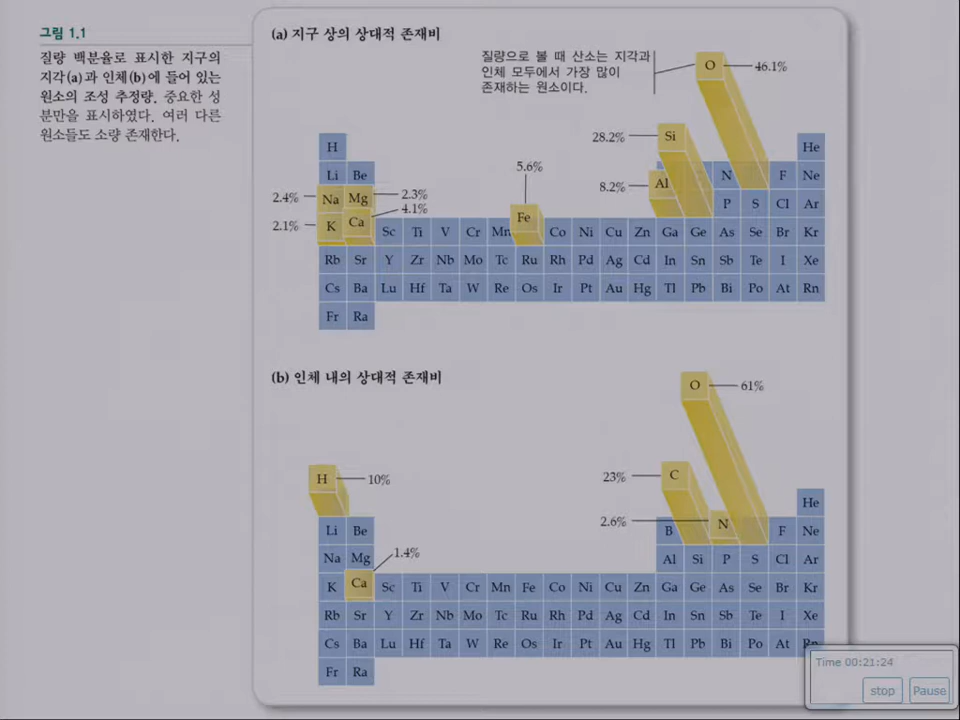 그림 1.1
질량 백분율로 표시한 지구의
지각(a)과 인체(b)에 들어 있는
원소의 조성 추정량. 중요한 성
분만을 표시하였다. 여러 다른
원소들도 소량 존재한다.
(a) 지구 상의 상대적 존재비
질량으로 볼 때 산소는 지각과
인체 모두에서 가장 많이
존재하는 원소이다.
O 46.1%
28.2% Si
H He
5.6%
8.2% Al
Li Be N F Ne
2.4% Na Mg 2.3%
4.1%
P S Cl Ar
2.1% K Ca Sc Ti V Cr Mn Fe Co Ni Cu Zn Ga Ge As Se Br Kr
Rb Sr Y Zr Nb Mo Tc Ru Rh Pd Ag Cd In Sn Sb Te I Xe
Cs Ba Lu Hf Ta W Re Os Ir Pt Au Hg Tl Pb Bi Po At Rn
Fr Ra
(b) 인체 내의 상대적 존재비
O 61%
H 10%
23% C
He
2.6% N
Li Be B F Ne
Na Mg 1.4% Al Si P S Cl Ar
K Ca Sc Ti V Cr Mn Fe Co Ni Cu Zn Ga Ge As Se Br Kr
Rb Sr Y Zr Nb Mo Tc Ru Rh Pd Ag Cd In Sn Sb Te I Xe
Cs Ba Lu Hf Ta W Re Os Ir Pt Au Hg Tl Pb Bi Po At Rn
Fr Ra
Time 00:21:24
stop Pause